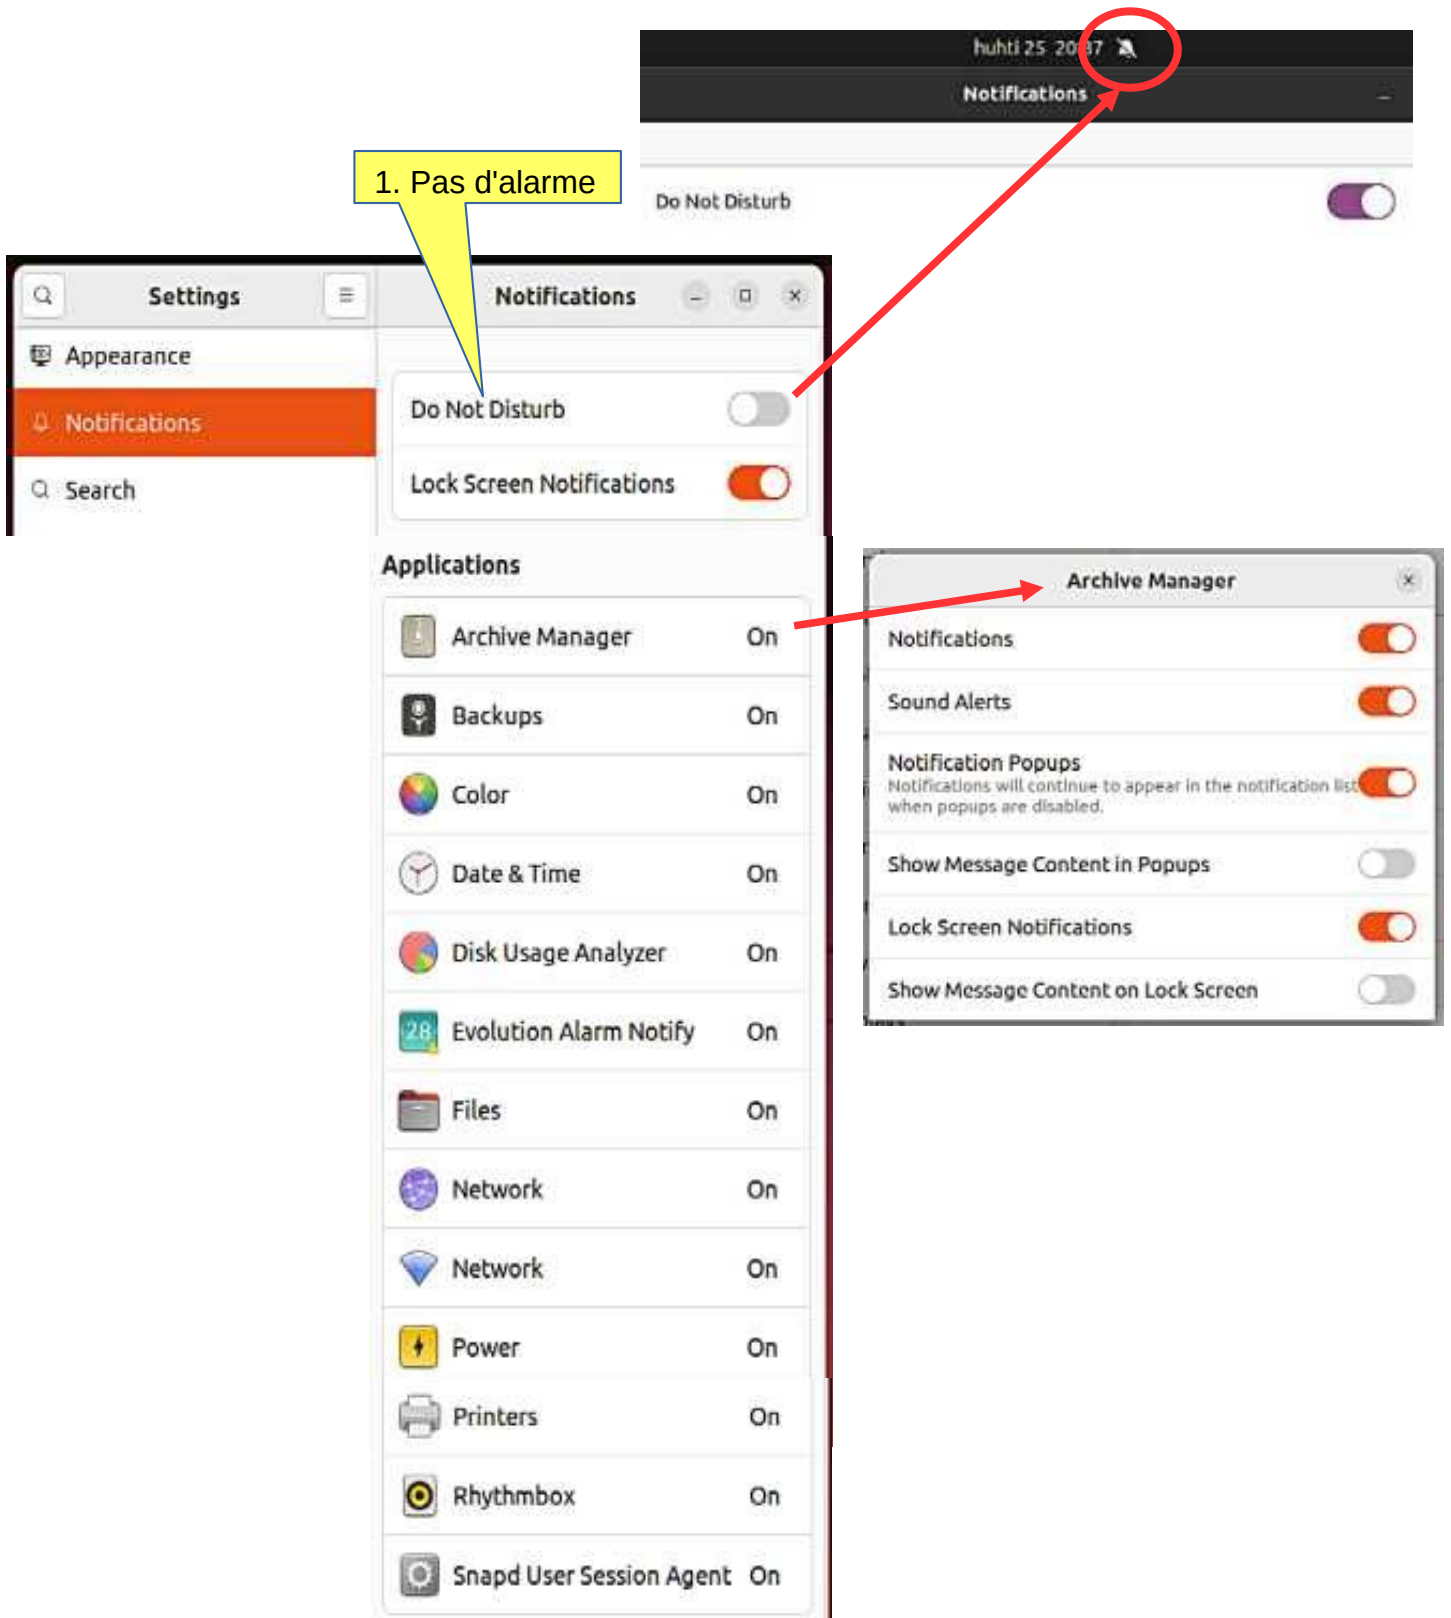 huhti 25 20:37
Notifications
Do Not Disturb
1. Pas d'alarme
Settings
Notifications
Appearance
Notifications
Search
Do Not Disturb
Lock Screen Notifications
Applications
Archive Manager On
Backups On
Color On
Date & Time On
Disk Usage Analyzer On
28 Evolution Alarm Notify On
Files On
Network On
Network On
Power On
Printers On
Rhythmbox On
Snapd User Session Agent On
Archive Manager
Notifications
Sound Alerts
Notification Popups
Notifications will continue to appear in the notification list
when popups are disabled.
Show Message Content in Popups
Lock Screen Notifications
Show Message Content on Lock Screen